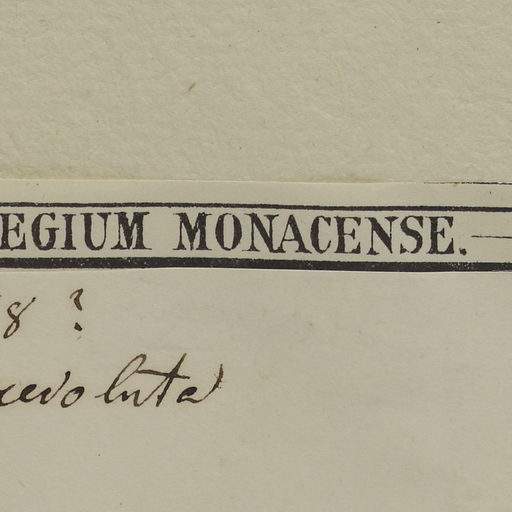 EGIUM MONACENSE.
8 ?
revoluta